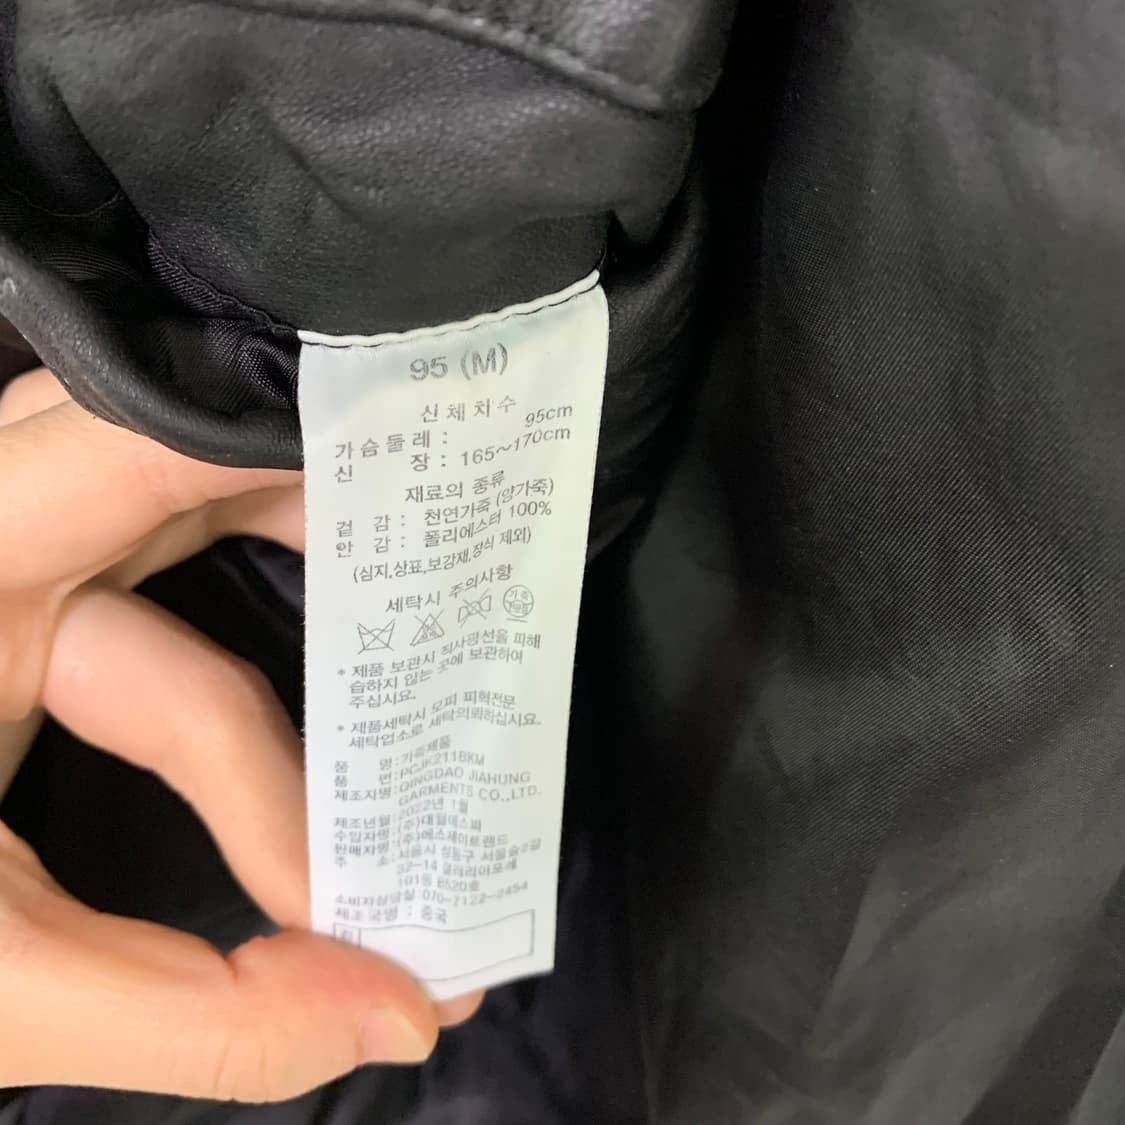 95 (M)
신체치수
가슴둘레 : 95cm
신 장 : 165~170cm
재료의 종류
겉 감 : 천연가죽 (양가죽)
안 감 : 폴리에스터 100%
(심지,상표,보강재,장식 제외)
세탁시 주의사항
가죽
* 제품 보관시 직사광선을 피해
습하지 않는 곳에 보관하여
주십시요.
* 제품세탁시 모피 피혁전문
세탁업소로 세탁의뢰하십시요.
품 명:가죽제품
품 번:PCJK211BKM
제조자명:QINGDAO JIAHUNG
GARMENTS CO.,LTD.
제조년월:2022년 1월
수입자명:(주)대월에스피
판매자명:(주)에스제이트랜드
주 소:서울시 성동구 서울숲2길
32-14 갤러리아포레
101동 B520호
소비자상담실 070-7122-2454
제조국명 : 중국